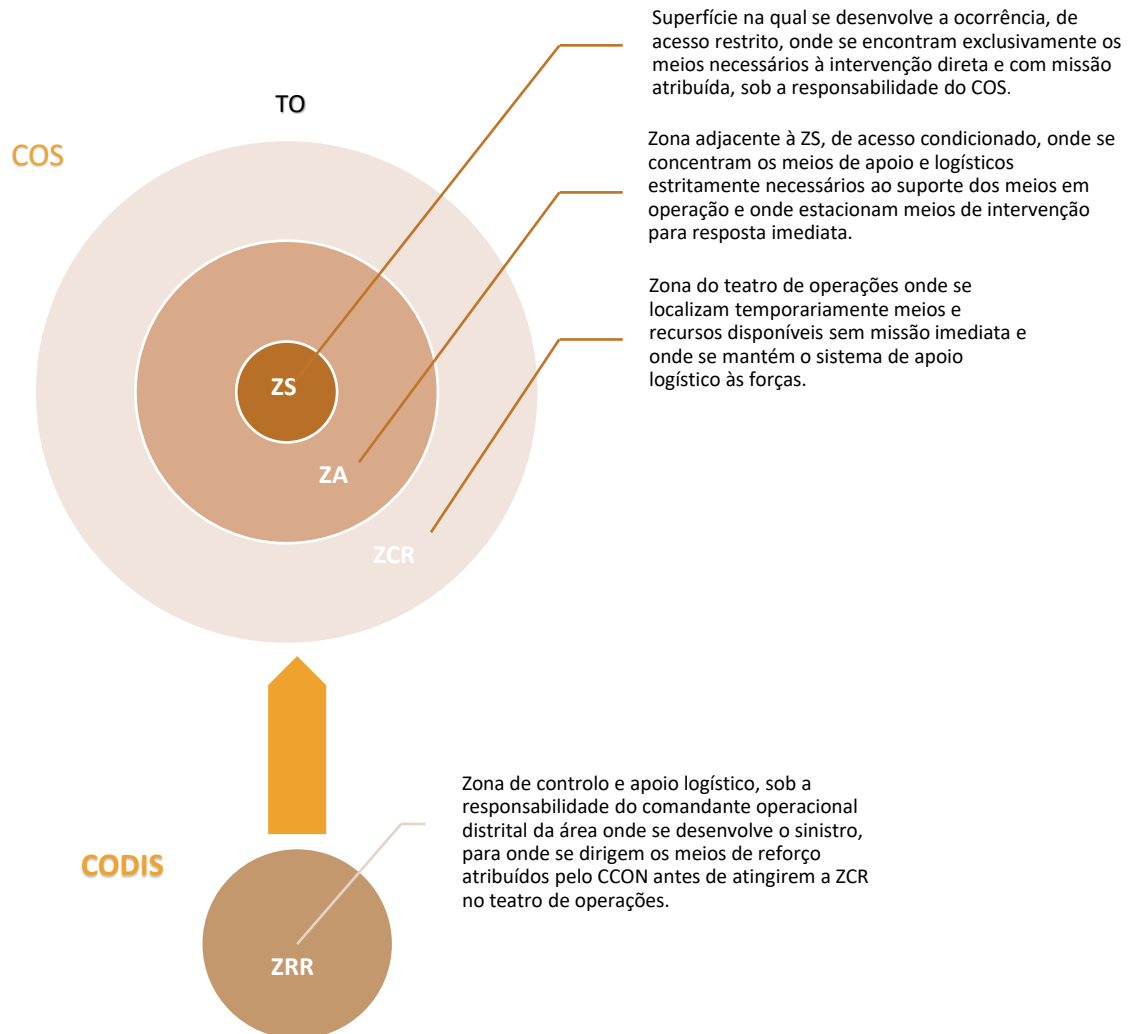 Superfície na qual se desenvolve a ocorrência, de
acesso restrito, onde se encontram exclusivamente os
meios necessários à intervenção direta e com missão
atribuída, sob a responsabilidade do COS.
TO
COS
Zona adjacente à ZS, de acesso condicionado, onde se
concentram os meios de apoio e logísticos
estritamente necessários ao suporte dos meios em
operação e onde estacionam meios de intervenção
para resposta imediata.
Zona do teatro de operações onde se
localizam temporariamente meios e
recursos disponíveis sem missão imediata e
onde se mantém o sistema de apoio
logístico às forças.
ZS
ZA
ZCR
Zona de controlo e apoio logístico, sob a
responsabilidade do comandante operacional
distrital da área onde se desenvolve o sinistro,
para onde se dirigem os meios de reforço
atribuídos pelo CCON antes de atingirem a ZCR
no teatro de operações.
CODIS
ZRR